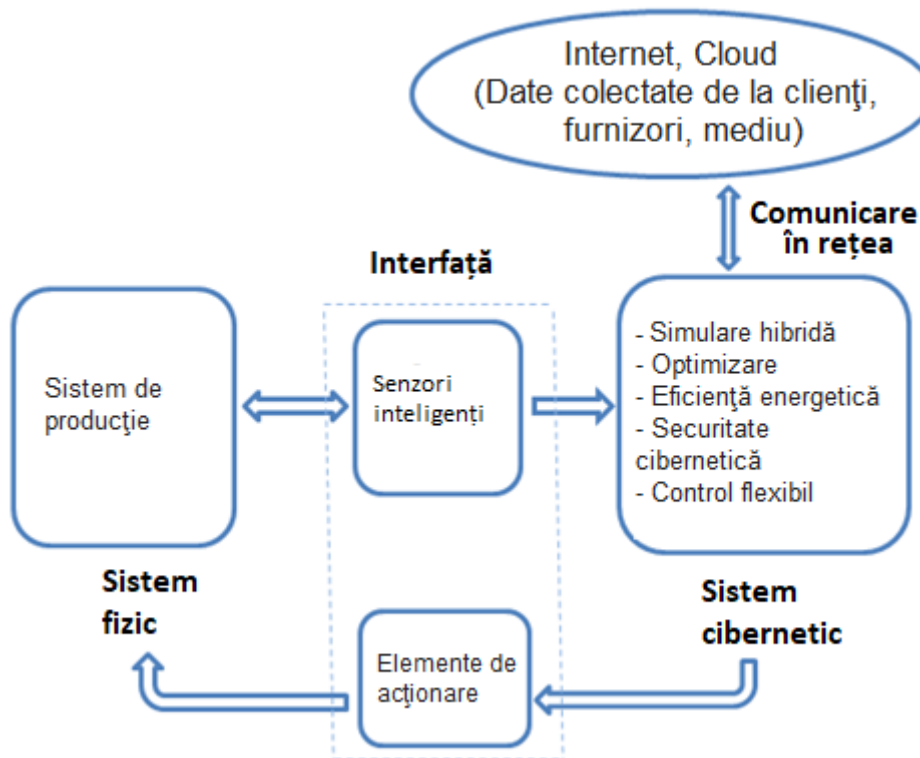 Internet, Cloud
(Date colectate de la clienţi,
furnizori, mediu)
Comunicare
în rețea
Interfață
Sistem de
producţie
Senzori
inteligenți
- Simulare hibridă
- Optimizare
- Eficienţă energetică
- Securitate
cibernetică
- Control flexibil
Sistem
fizic
Elemente de
acţionare
Sistem
cibernetic